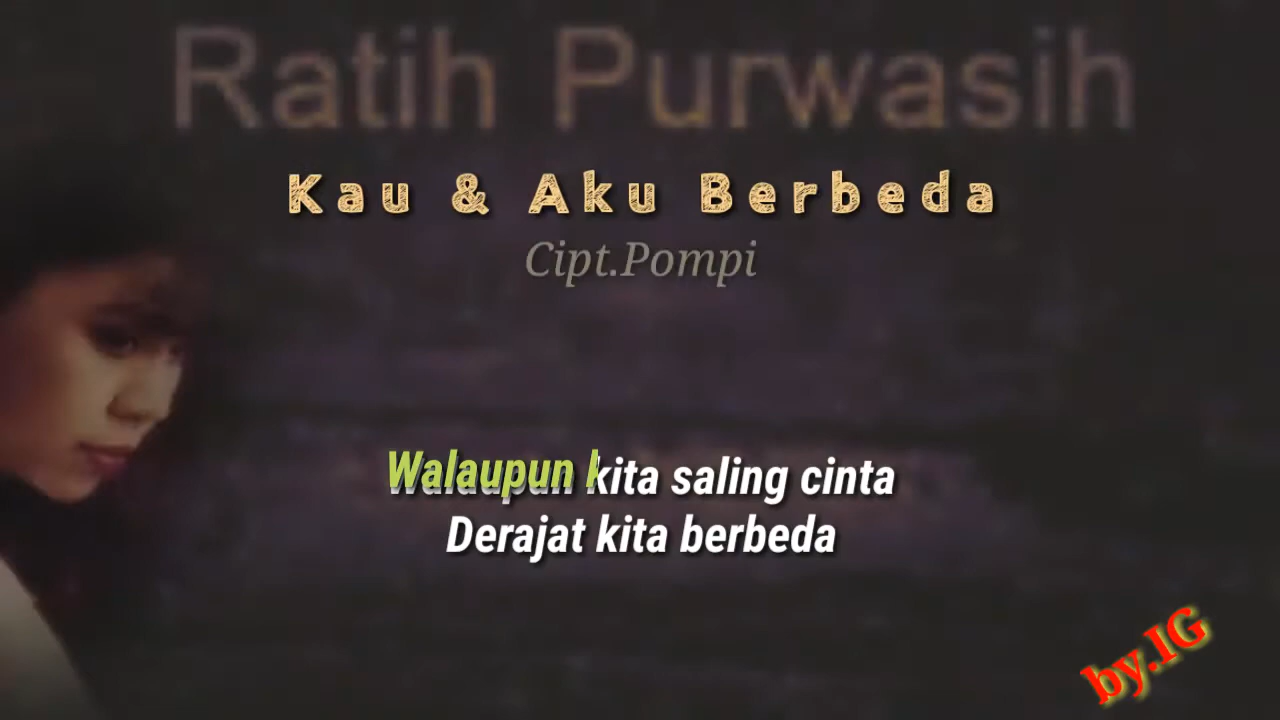 Ratih Purwasih
Kau & Aku Berbeda
Cipt.Pompi
Walaupun kita saling cinta
Derajat kita berbeda
by.IG